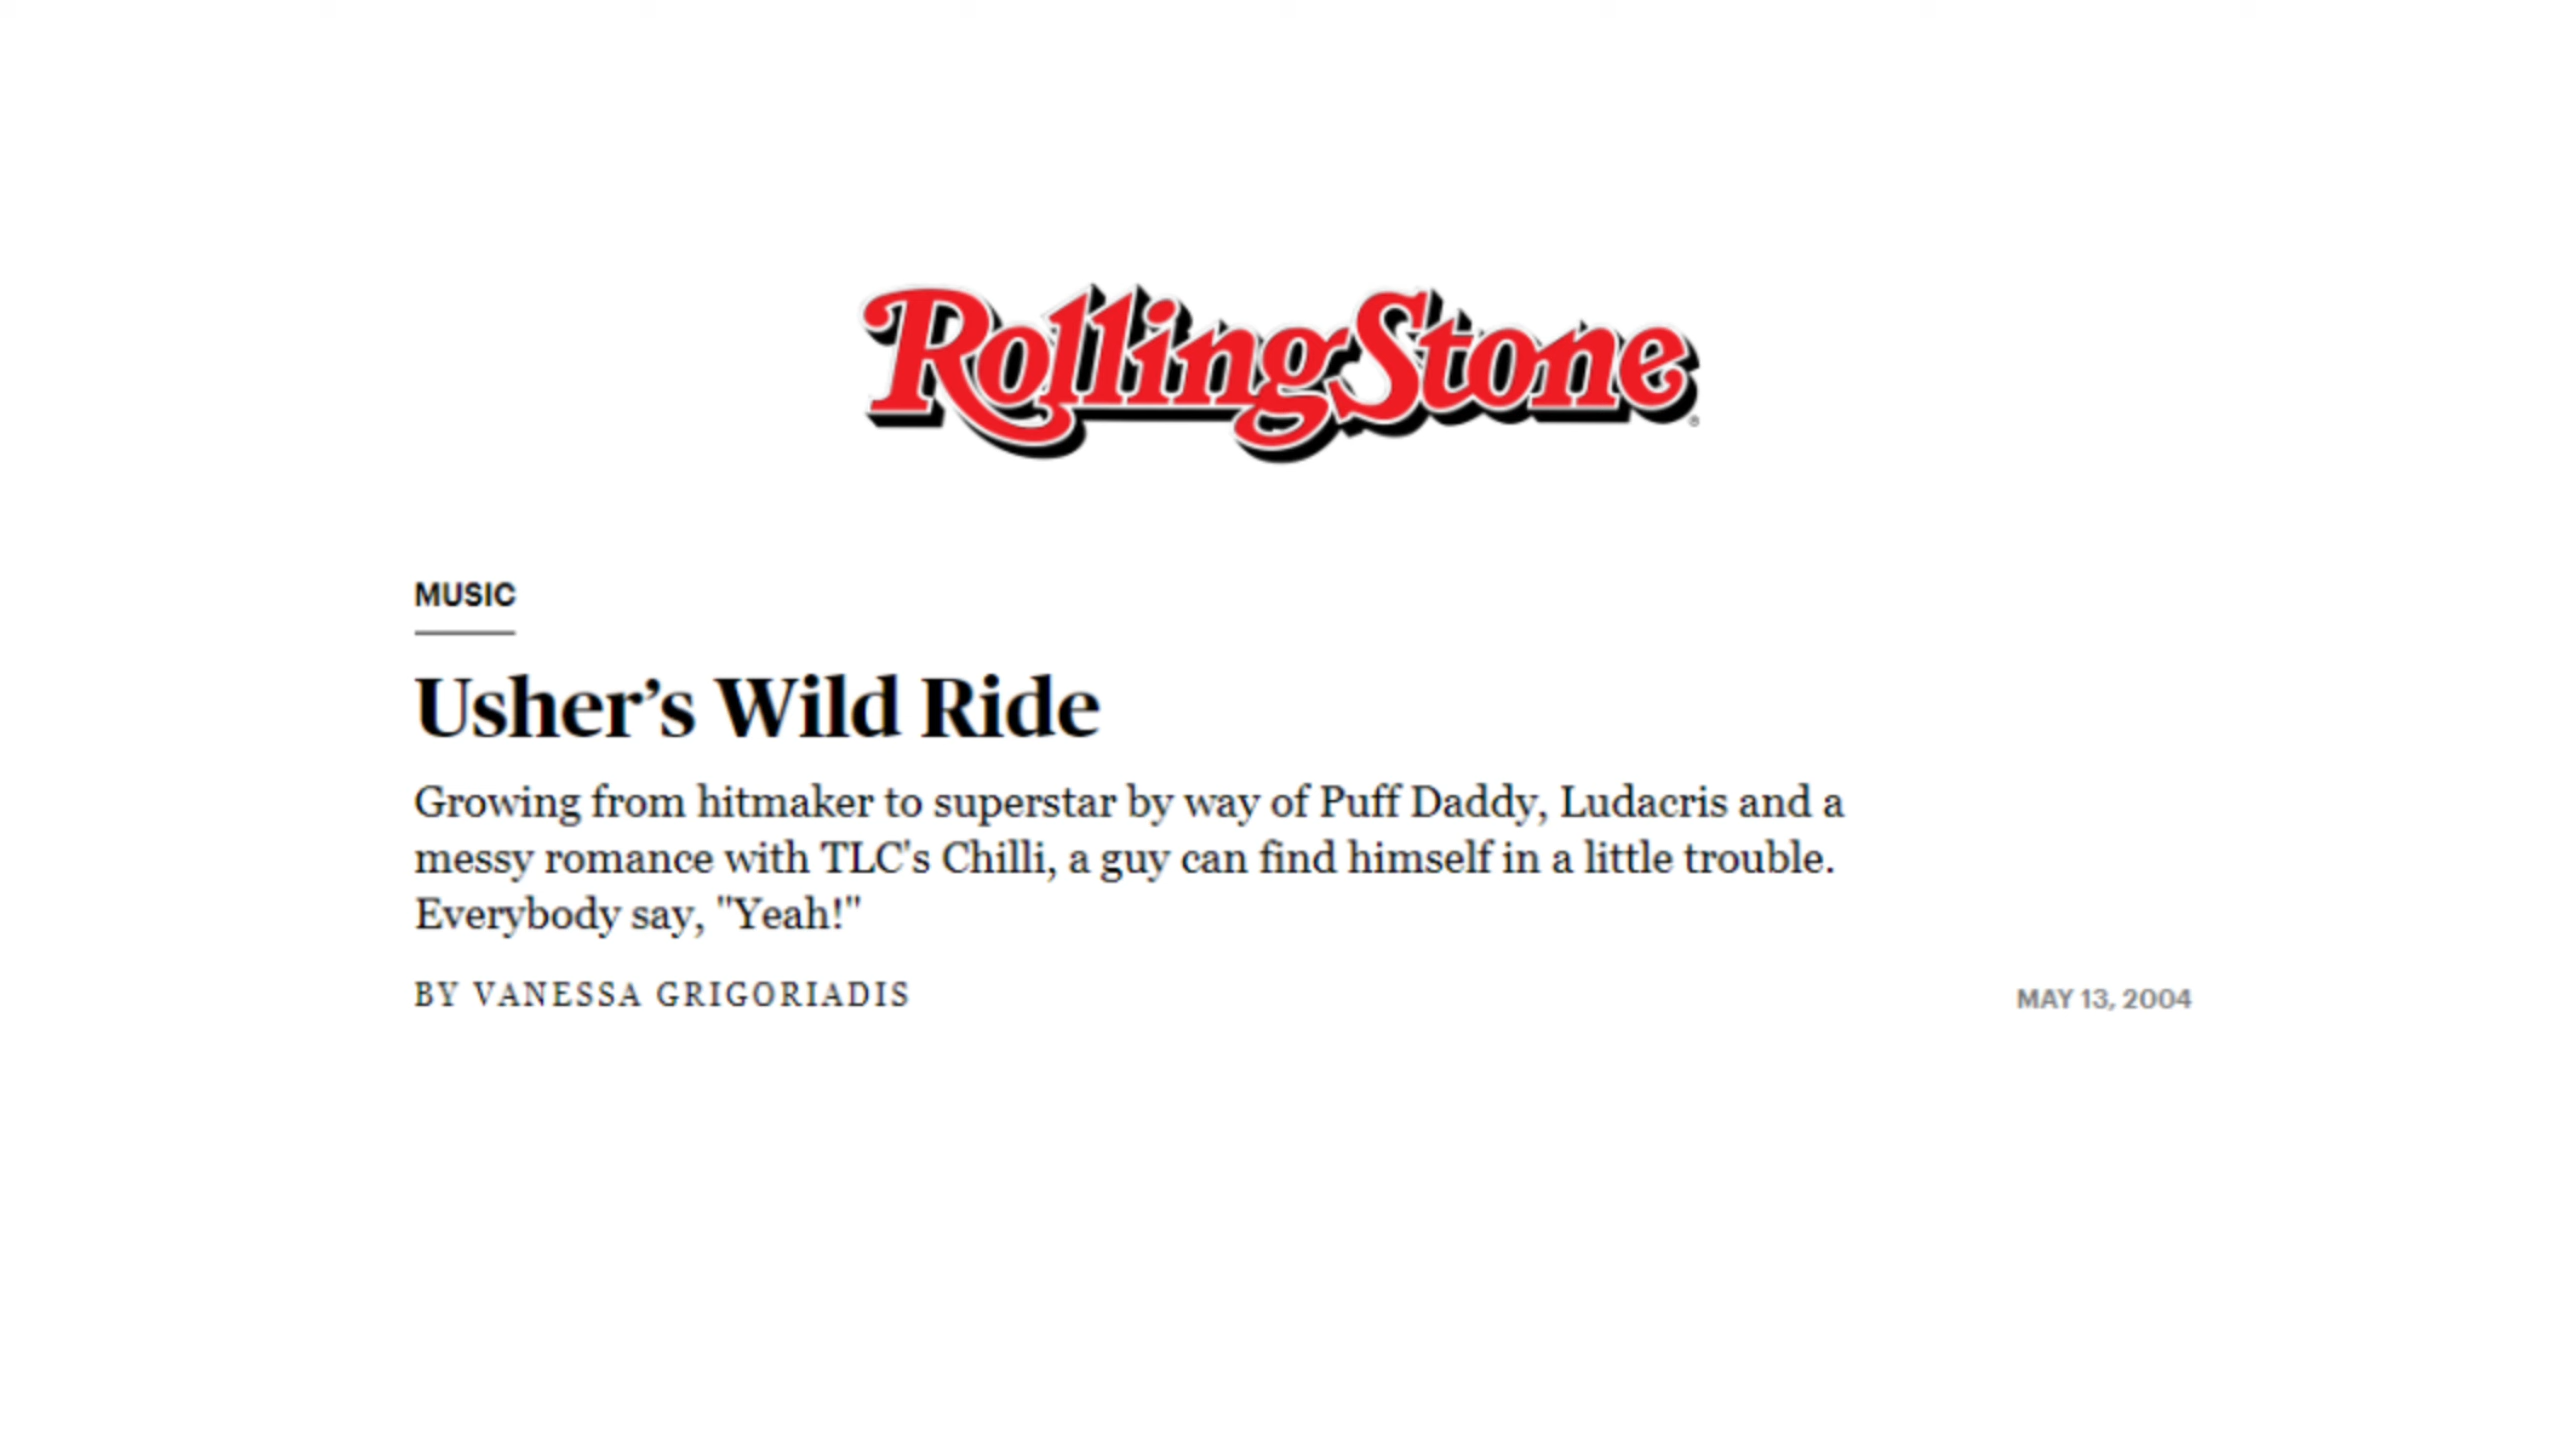 RollingStone
MUSIC
Usher’s Wild Ride
Growing from hitmaker to superstar by way of Puff Daddy, Ludacris and a
messy romance with TLC's Chilli, a guy can find himself in a little trouble.
Everybody say, "Yeah!"
BY VANESSA GRIGORIADIS
MAY 13, 2004